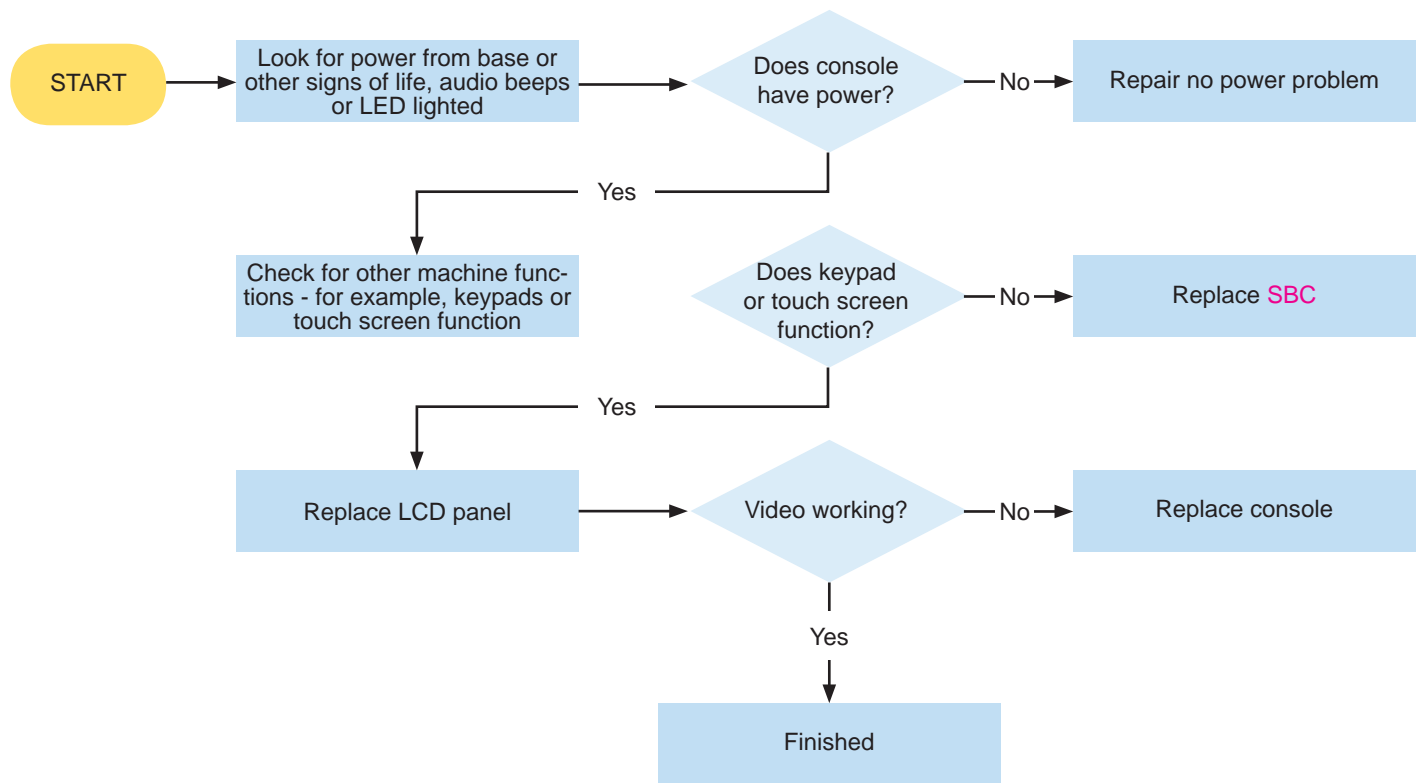 START
Look for power from base or
other signs of life, audio beeps
or LED lighted
Does console
have power?
No
Repair no power problem
Yes
Check for other machine func-
tions - for example, keypads or
touch screen function
Does keypad
or touch screen
function?
No
Replace SBC
Yes
Replace LCD panel
Video working?
No
Replace console
Yes
Finished